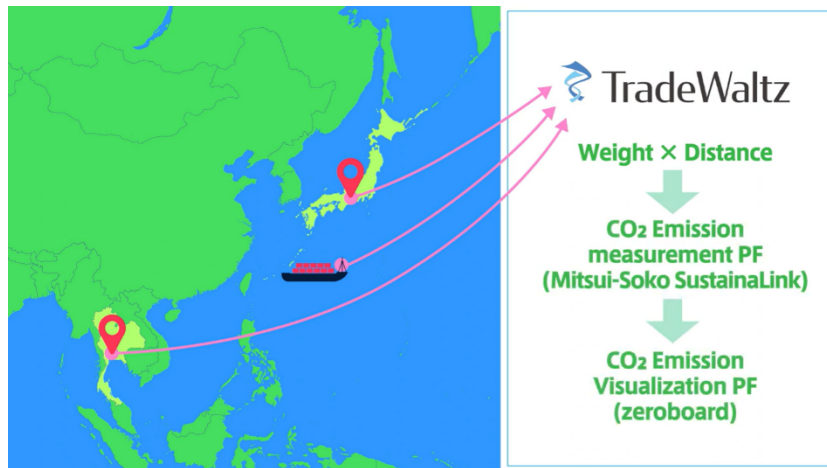 TradeWaltz
Weight × Distance
CO₂ Emission
measurement PF
(Mitsui-Soko SustainaLink)
CO₂ Emission
Visualization PF
(zeroboard)